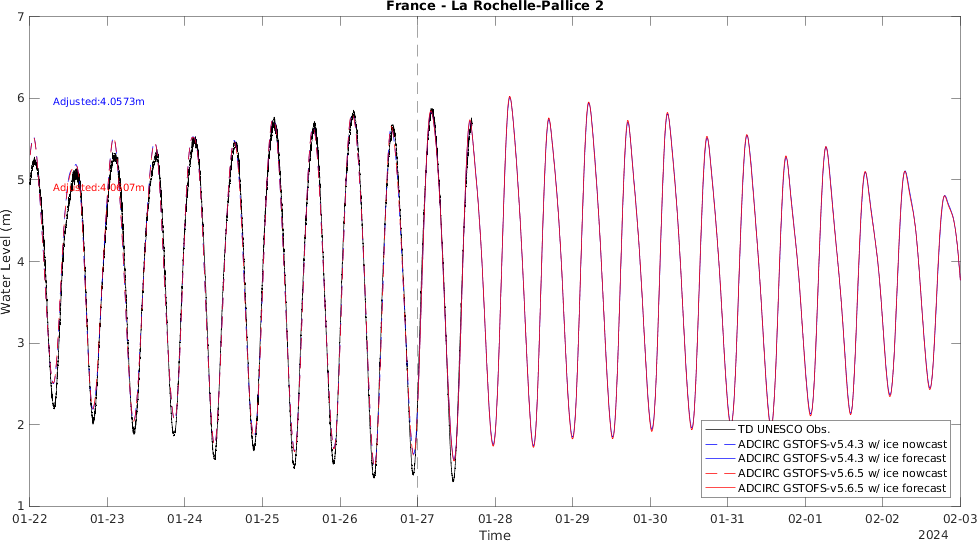 France - La Rochelle-Pallice 2
7
6
5
4
3
2
1
Water Level (m)
Adjusted:4.0573m
Adjusted:4.0607m
TD UNESCO Obs.
ADCIRC GSTOFS-v5.4.3 w/ ice nowcast
ADCIRC GSTOFS-v5.4.3 w/ ice forecast
ADCIRC GSTOFS-v5.6.5 w/ ice nowcast
ADCIRC GSTOFS-v5.6.5 w/ ice forecast
01-22 01-23 01-24 01-25 01-26 01-27 01-28 01-29 01-30 01-31 02-01 02-02 02-03
Time
2024